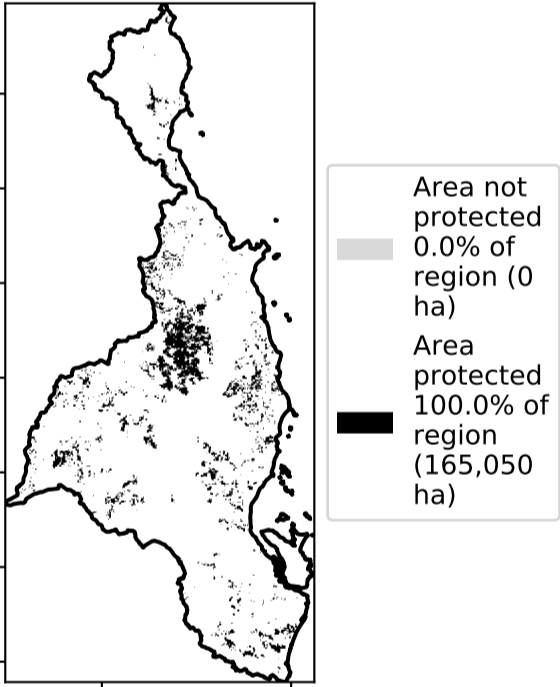 Area not
protected
0.0% of
region (0
ha)
Area
protected
100.0% of
region
(165,050
ha)